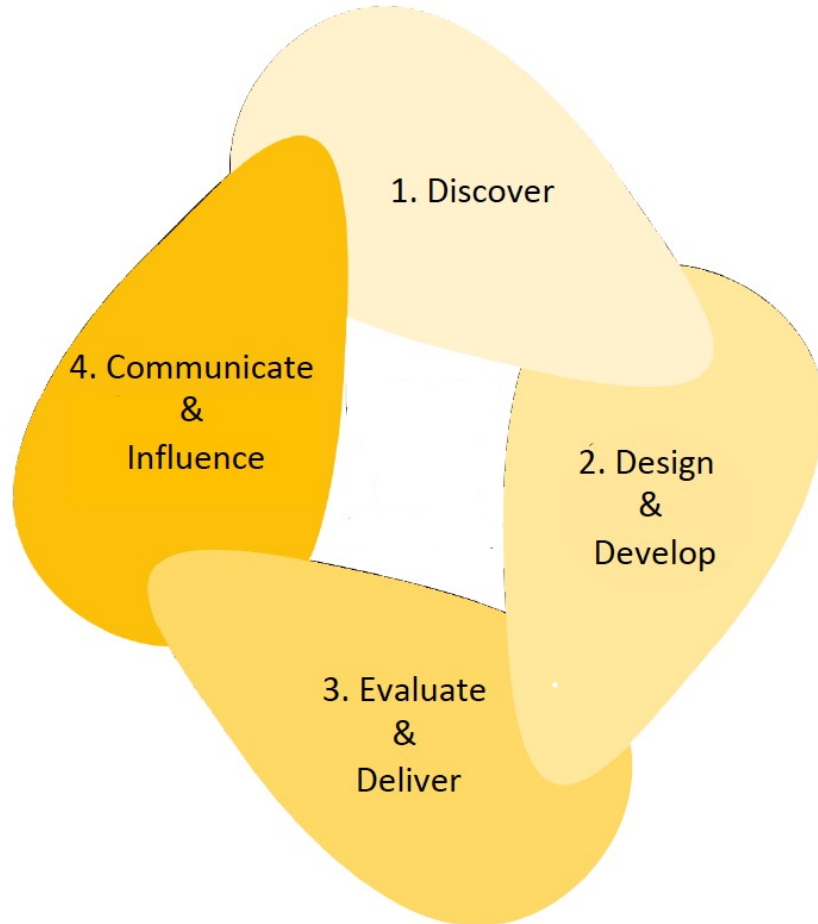 1. Discover
2. Design
&
Develop
3. Evaluate
&
Deliver
4. Communicate
&
Influence